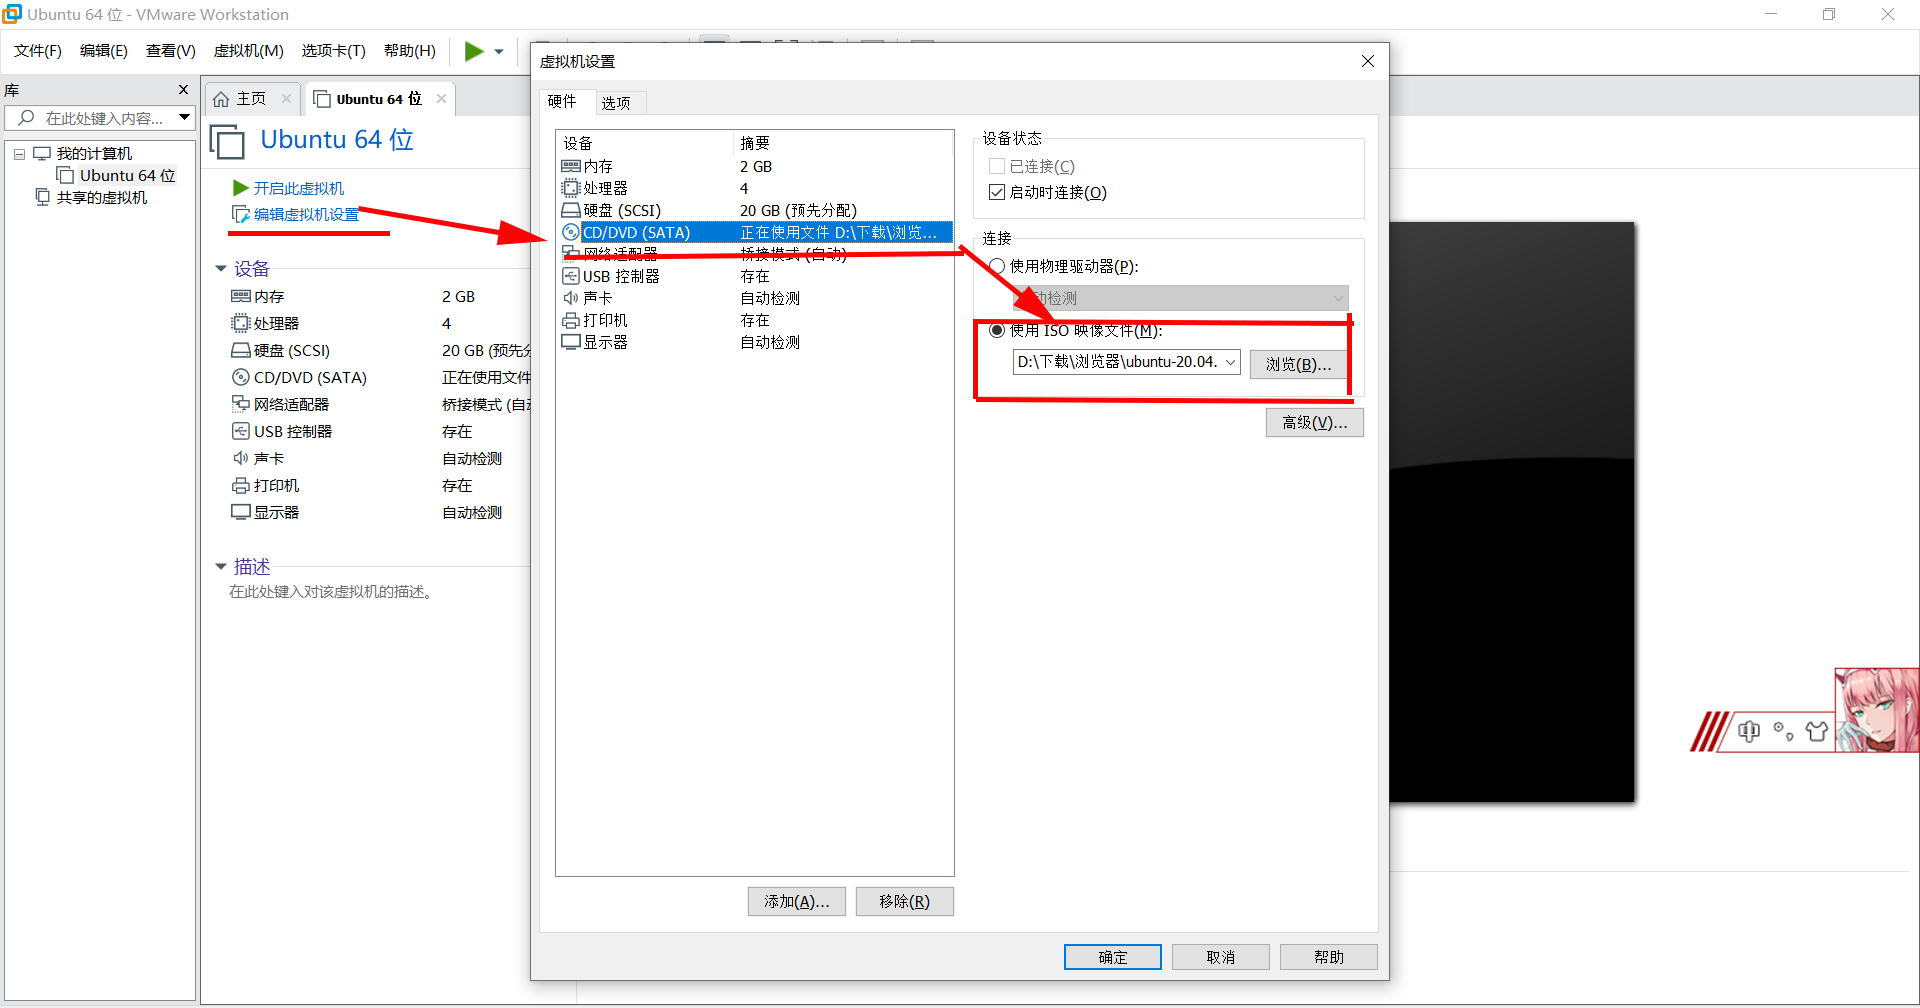 Ubuntu 64 位 - VMware Workstation
文件(F) 编辑(E) 查看(V) 虚拟机(M) 选项卡(T) 帮助(H)
库
在此处键入内容...
我的计算机
Ubuntu 64 位
共享的虚拟机
主页 Ubuntu 64 位
Ubuntu 64 位
开启此虚拟机
编辑虚拟机设置
设备
内存 2 GB
处理器 4
硬盘 (SCSI) 20 GB (预先分
CD/DVD (SATA) 正在使用文件
网络适配器 桥接模式 (自动
USB 控制器 存在
声卡 自动检测
打印机 存在
显示器 自动检测
描述
在此处键入对该虚拟机的描述。
虚拟机设置
硬件 选项
设备 摘要
内存 2 GB
处理器 4
硬盘 (SCSI) 20 GB (预先分配)
CD/DVD (SATA) 正在使用文件 D:\下载\浏览...
网络适配器 桥接模式 (自动)
USB 控制器 存在
声卡 自动检测
打印机 存在
显示器 自动检测
添加(A)... 移除(R)
设备状态
已连接(C)
启动时连接(O)
连接
使用物理驱动器(P):
动检测
使用 ISO 映像文件(M):
D:\下载\浏览器\ubuntu-20.04. 浏览(B)...
高级(V)...
确定 取消 帮助
中